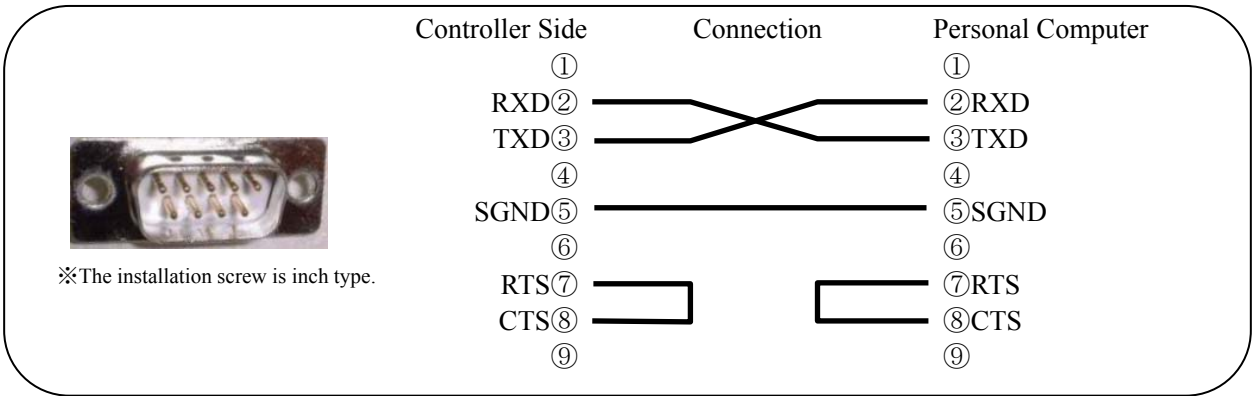 Controller Side Connection Personal Computer
① ①
RXD② ②RXD
TXD③ ③TXD
④ ④
SGND⑤ ⑤SGND
⑥ ⑥
※The installation screw is inch type.
RTS⑦ ⑦RTS
CTS⑧ ⑧CTS
⑨ ⑨